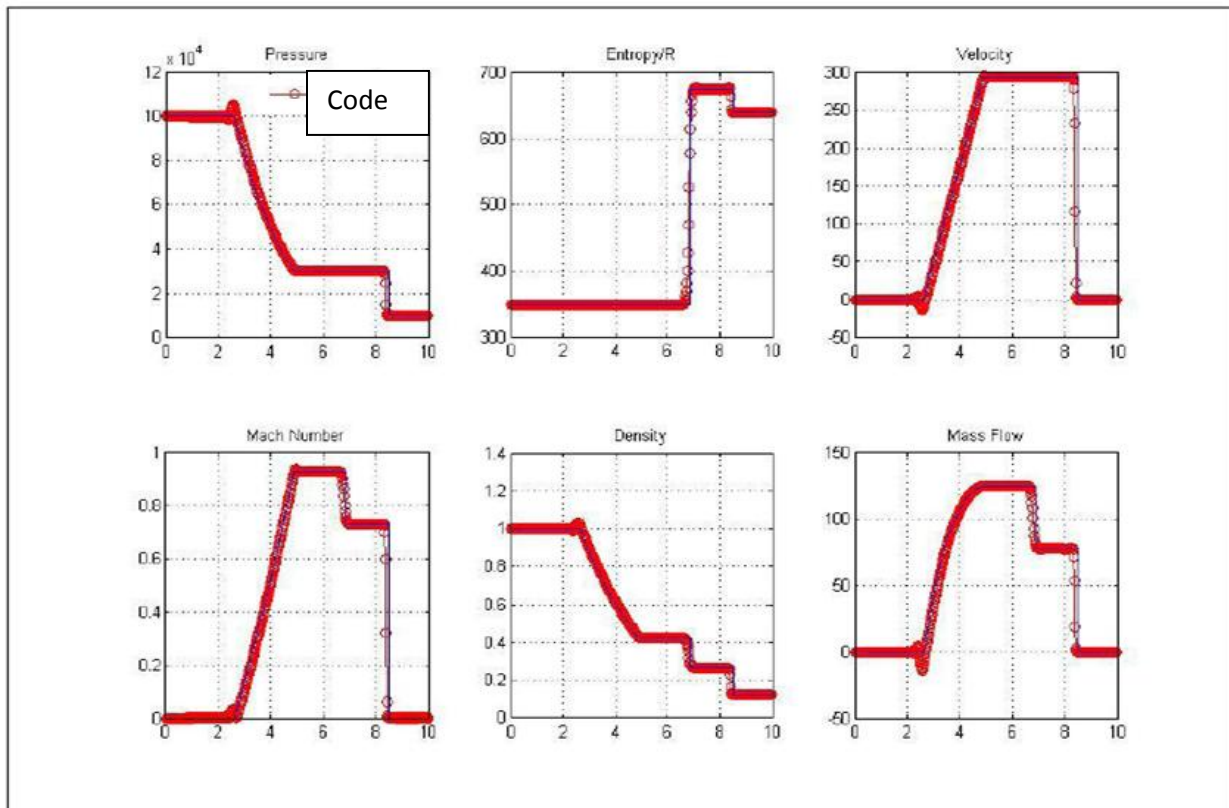 Pressure
x 10^4
12
10
8
6
4
2
0
0 2 4 6 8 10
Code
Entropy/R
700
600
500
400
300
0 2 4 6 8 10
Velocity
300
250
200
150
100
50
0
-50
0 2 4 6 8 10
Mach Number
1
0.8
0.6
0.4
0.2
0
0 2 4 6 8 10
Density
1.4
1.2
1
0.8
0.6
0.4
0.2
0
0 2 4 6 8 10
Mass Flow
150
100
50
0
-50
0 2 4 6 8 10